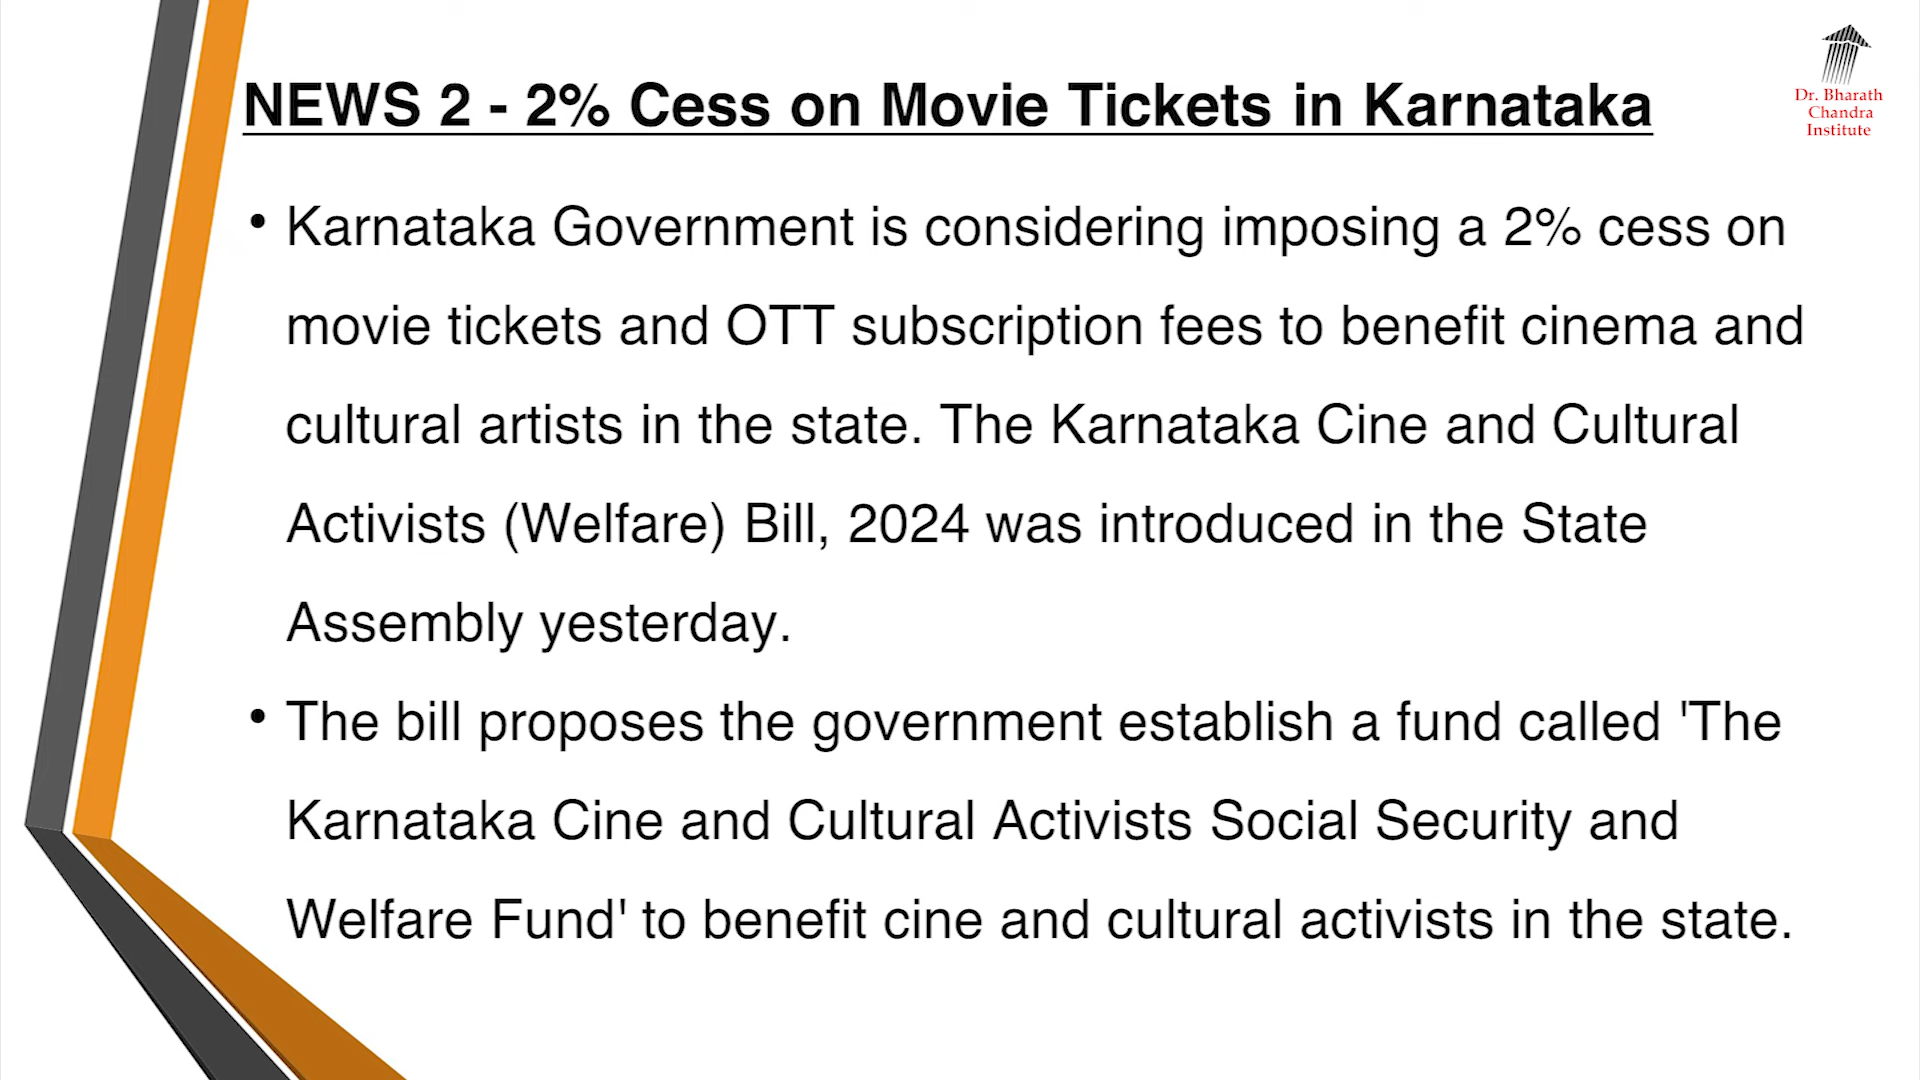 NEWS 2 - 2% Cess on Movie Tickets in Karnataka
Dr. Bharath
Chandra
Institute
• Karnataka Government is considering imposing a 2% cess on
movie tickets and OTT subscription fees to benefit cinema and
cultural artists in the state. The Karnataka Cine and Cultural
Activists (Welfare) Bill, 2024 was introduced in the State
Assembly yesterday.
• The bill proposes the government establish a fund called 'The
Karnataka Cine and Cultural Activists Social Security and
Welfare Fund' to benefit cine and cultural activists in the state.